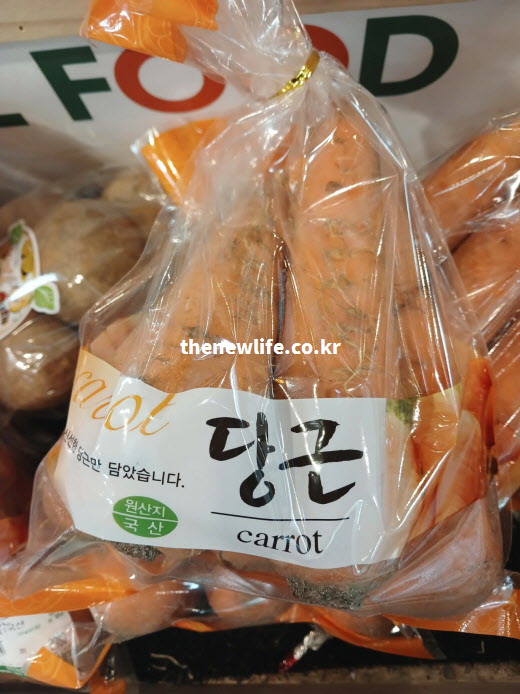 FOOD
thenewlife.co.kr
carrot
당근만 담았습니다.
당근
원산지
국산
carrot